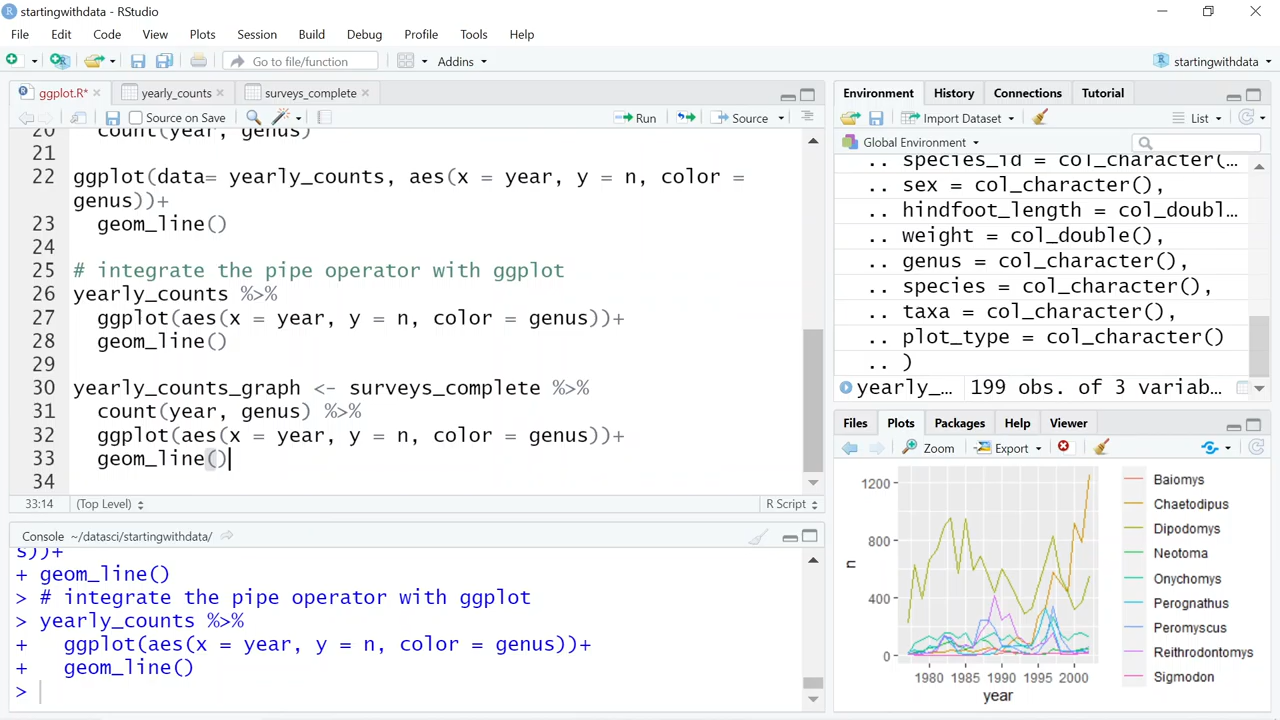 startingwithdata - RStudio
File Edit Code View Plots Session Build Debug Profile Tools Help
Go to file/function Addins startingwithdata
ggplot.R* yearly_counts surveys_complete
Source on Save Run Source
20 count(year, genus)
21
22 ggplot(data= yearly_counts, aes(x = year, y = n, color =
genus))+
23 geom_line()
24
25 # integrate the pipe operator with ggplot
26 yearly_counts %>%
27 ggplot(aes(x = year, y = n, color = genus))+
28 geom_line()
29
30 yearly_counts_graph <- surveys_complete %>%
31 count(year, genus) %>%
32 ggplot(aes(x = year, y = n, color = genus))+
33 geom_line()
34
33:14 (Top Level) R Script
Console ~/datasci/startingwithdata/
s))+
+ geom_line()
> # integrate the pipe operator with ggplot
> yearly_counts %>%
+ ggplot(aes(x = year, y = n, color = genus))+
+ geom_line()
>
Environment History Connections Tutorial
Import Dataset List
Global Environment
.. species_id = col_character(…
.. sex = col_character(),
.. hindfoot_length = col_doubl…
.. weight = col_double(),
.. genus = col_character(),
.. species = col_character(),
.. taxa = col_character(),
.. plot_type = col_character()
.. )
yearly_… 199 obs. of 3 variab…
Files Plots Packages Help Viewer
Zoom Export
1200
800
400
0
n
1980 1985 1990 1995 2000
year
Baiomys
Chaetodipus
Dipodomys
Neotoma
Onychomys
Perognathus
Peromyscus
Reithrodontomys
Sigmodon